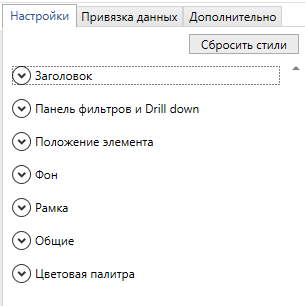 Настройки Привязка данных Дополнительно
Сбросить стили
Заголовок
Панель фильтров и Drill down
Положение элемента
Фон
Рамка
Общие
Цветовая палитра